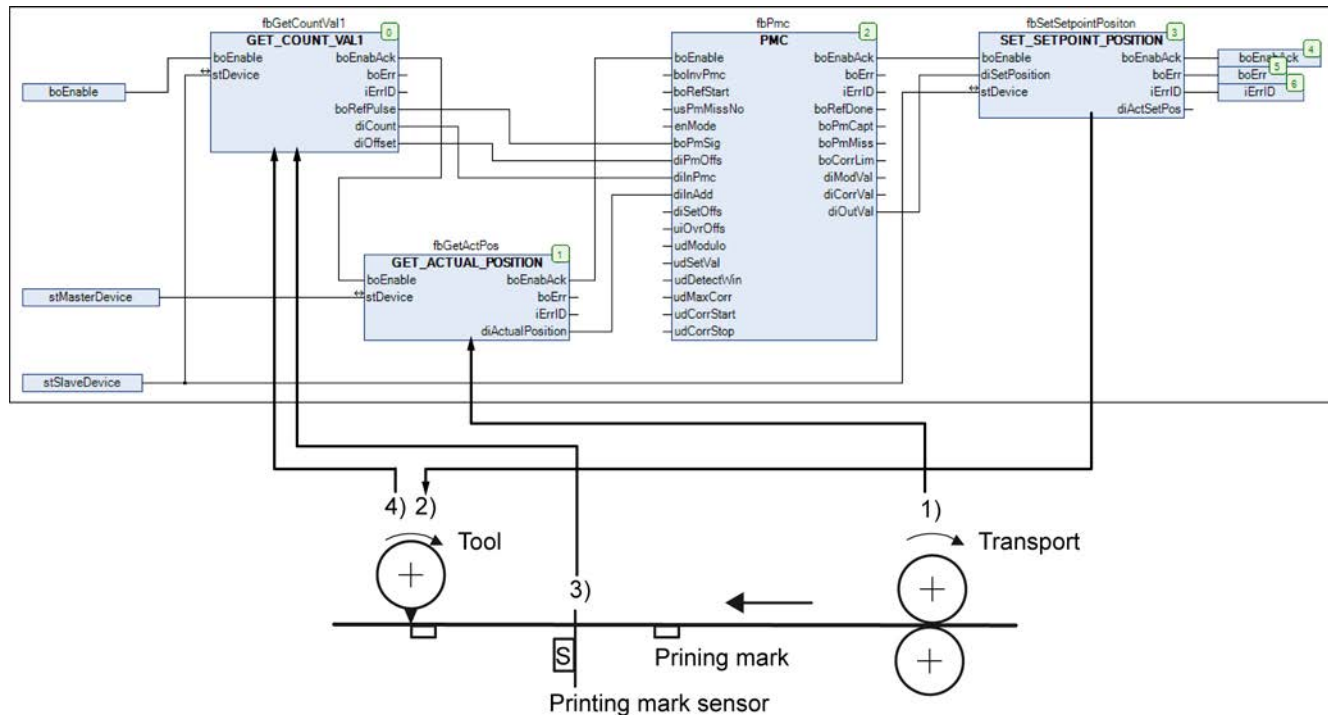 fbGetCountVal1
0
GET_COUNT_VAL1
boEnable boEnabAck
stDevice boErr
iErrID
boRefPulse
diCount
diOffset
fbPmc
2
PMC
boEnable boEnabAck
boInvPmc boErr
boRefStart iErrID
usPmMissNo boRefDone
enMode boPmCapt
boPmSig boPmMiss
diPmOffs boCorrLim
diInPmc diModVal
diInAdd diCorrVal
diSetOffs diOutVal
uiOvrOffs
udModulo
udSetVal
udDetectWin
udMaxCorr
udCorrStart
udCorrStop
fbSetSetpointPositon
3
SET_SETPOINT_POSITION
boEnable boEnabAck
diSetPosition boErr
stDevice iErrID
diActSetPos
4
boEnabAck
5
boErr
6
iErrID
boEnable
fbGetActPos
1
GET_ACTUAL_POSITION
boEnable boEnabAck
stDevice boErr
iErrID
diActualPosition
stMasterDevice
stSlaveDevice
4) 2) 1)
Tool Transport
3)
S
Prining mark
Printing mark sensor